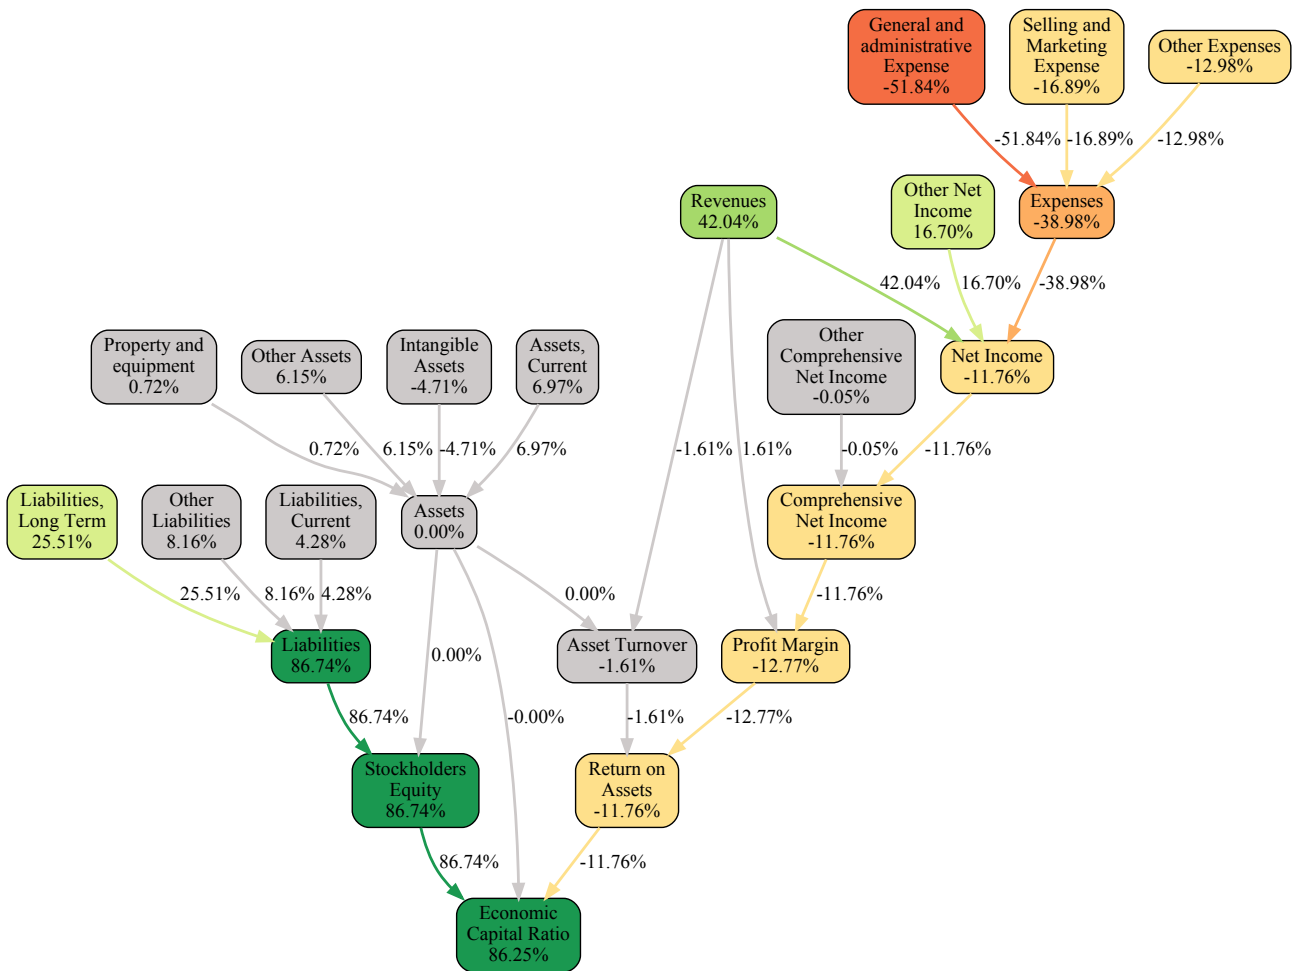 General and
administrative
Expense
-51.84%
Selling and
Marketing
Expense
-16.89%
Other Expenses
-12.98%
-51.84%
-16.89%
-12.98%
Revenues
42.04%
Other Net
Income
16.70%
Expenses
-38.98%
42.04%
16.70%
-38.98%
Property and
equipment
0.72%
Other Assets
6.15%
Intangible
Assets
-4.71%
Assets,
Current
6.97%
Other
Comprehensive
Net Income
-0.05%
Net Income
-11.76%
0.72%
6.15%
-4.71%
6.97%
-1.61%
1.61%
-0.05%
-11.76%
Liabilities,
Long Term
25.51%
Other
Liabilities
8.16%
Liabilities,
Current
4.28%
Assets
0.00%
Comprehensive
Net Income
-11.76%
25.51%
8.16%
4.28%
0.00%
-11.76%
Liabilities
86.74%
0.00%
Asset Turnover
-1.61%
Profit Margin
-12.77%
86.74%
-0.00%
-1.61%
-12.77%
Stockholders
Equity
86.74%
Return on
Assets
-11.76%
86.74%
-11.76%
Economic
Capital Ratio
86.25%